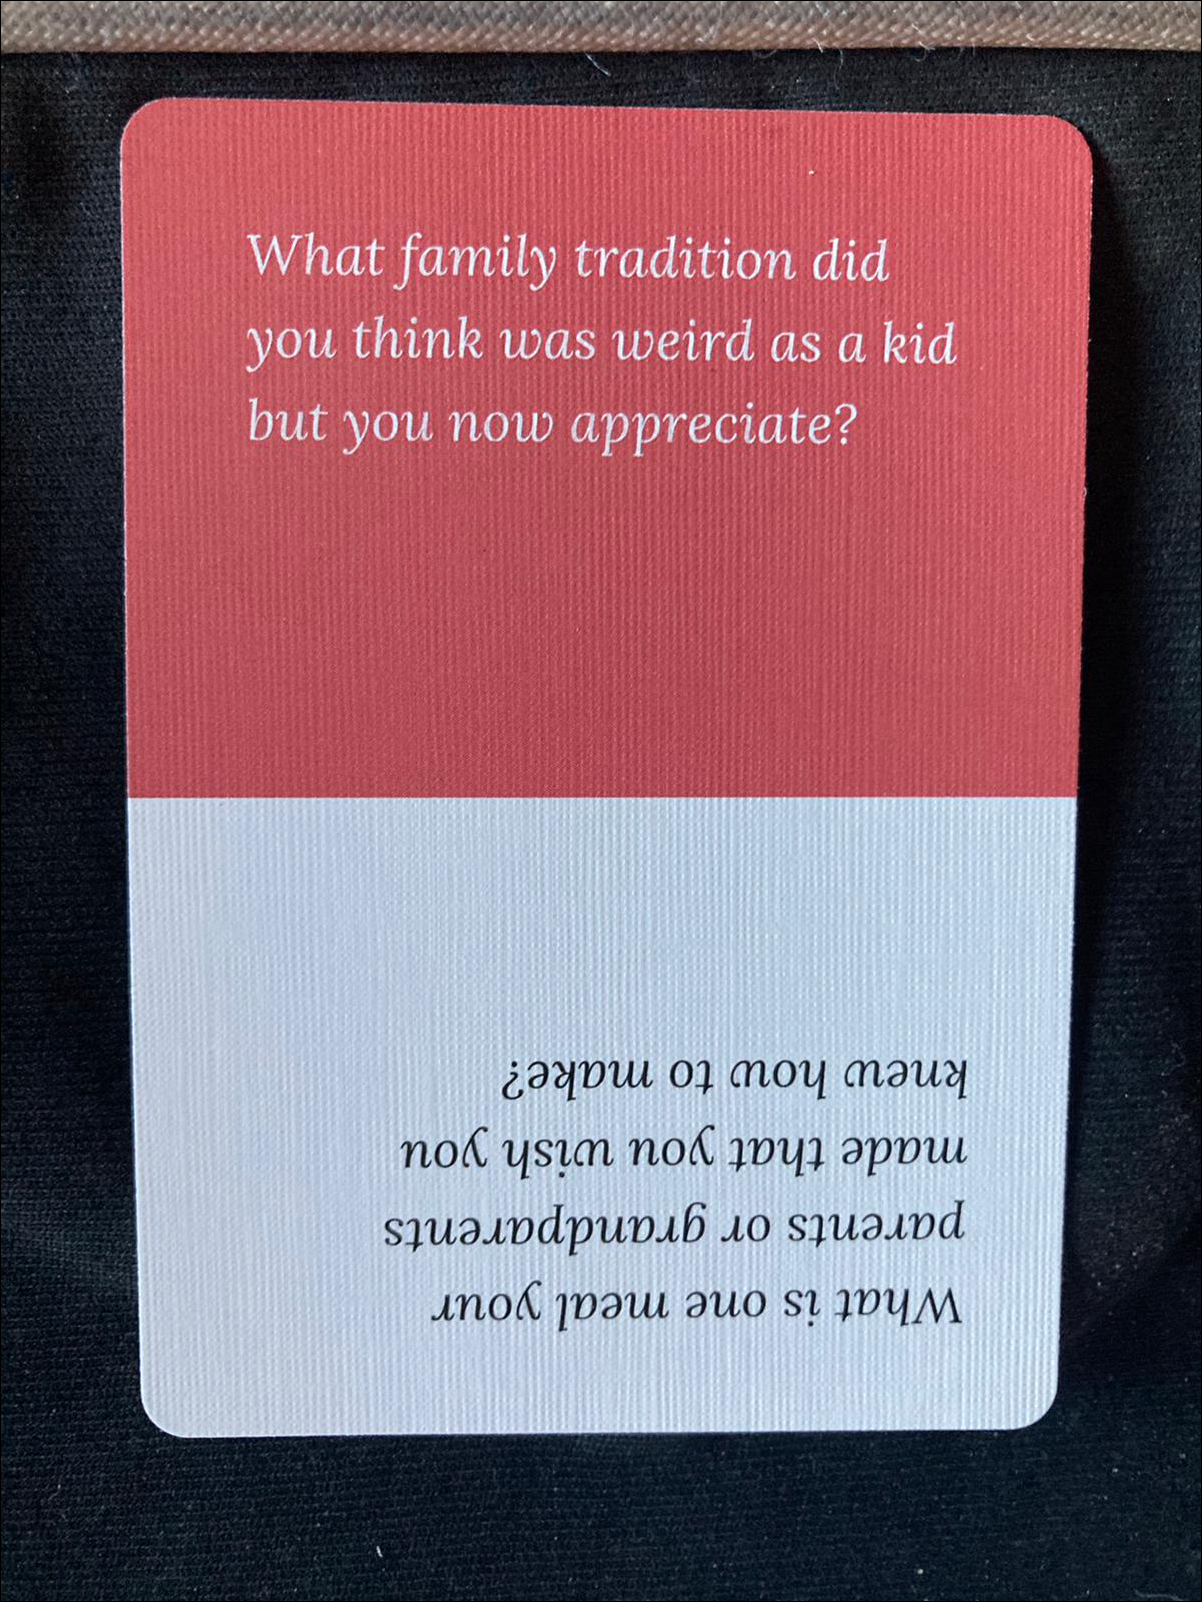 What family tradition did
you think was weird as a kid
but you now appreciate?
What is one meal your
parents or grandparents
made that you wish you
knew how to make?